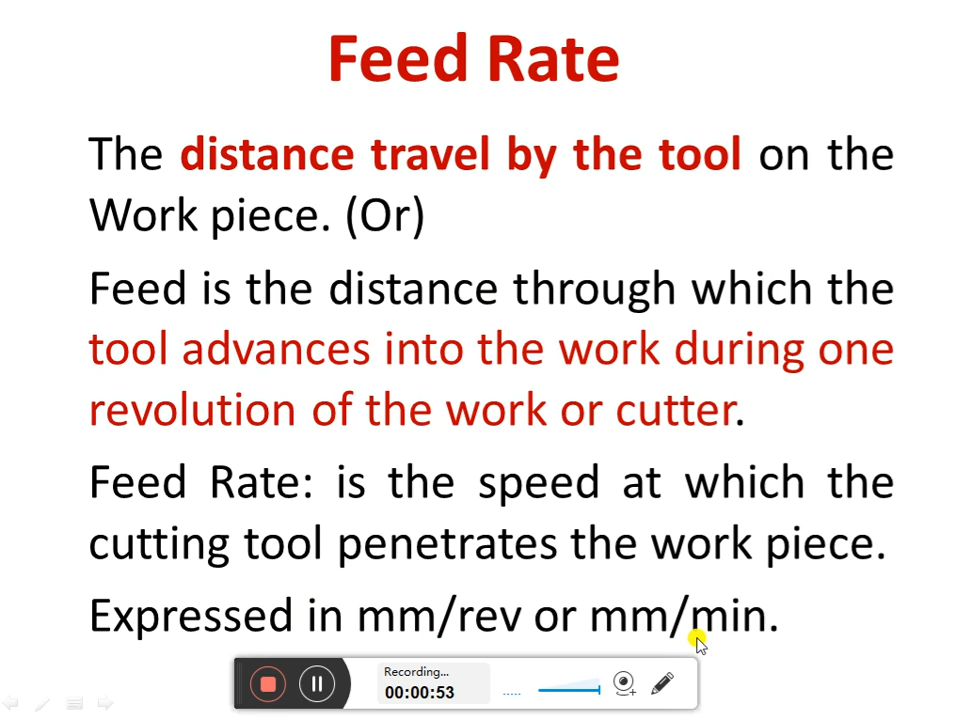 Feed Rate
The distance travel by the tool on the
Work piece. (Or)
Feed is the distance through which the
tool advances into the work during one
revolution of the work or cutter.
Feed Rate: is the speed at which the
cutting tool penetrates the work piece.
Expressed in mm/rev or mm/min.
Recording...
00:00:53